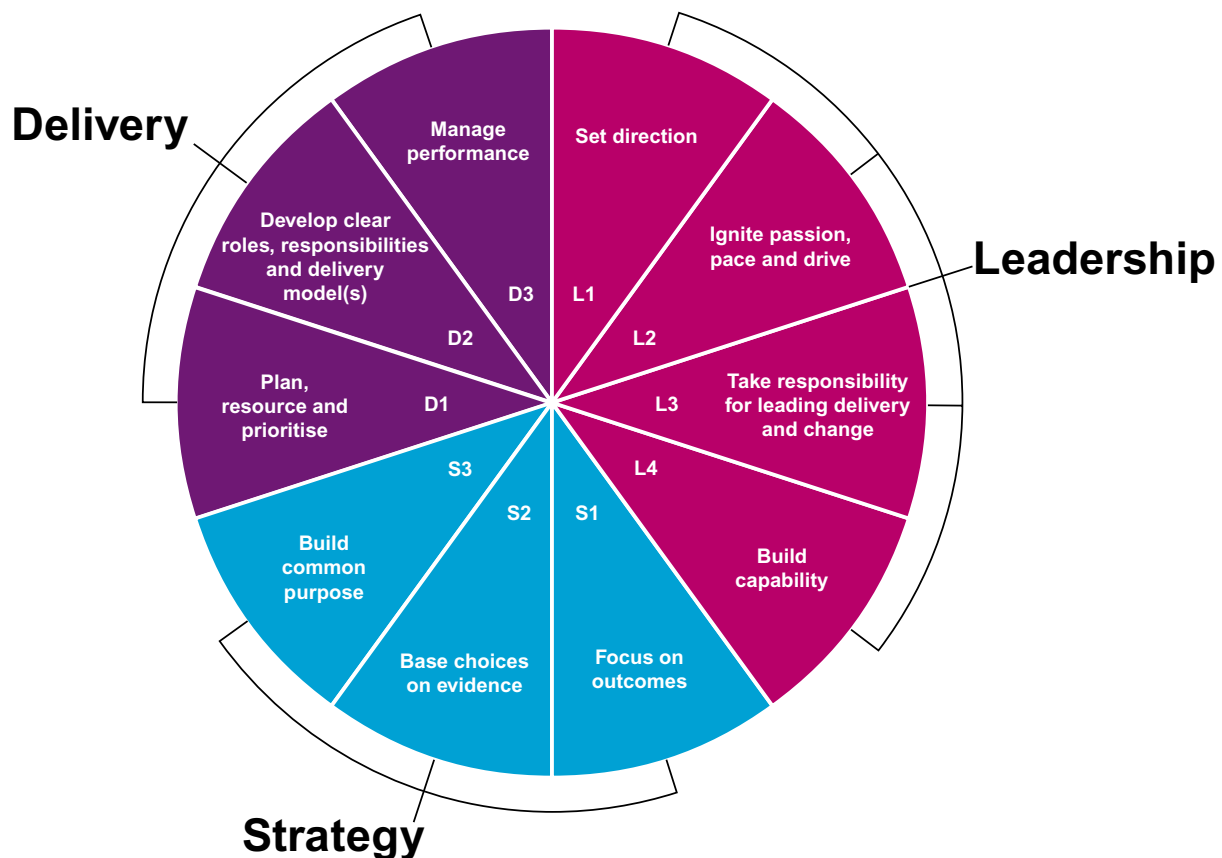 Delivery
Manage
performance
D3
Develop clear
roles, responsibilities
and delivery
model(s)
D2
Plan,
resource and
prioritise
D1
Set direction
L1
Ignite passion,
pace and drive
L2
Leadership
Take responsibility
for leading delivery
and change
L3
Build
capability
L4
Focus on
outcomes
S1
Base choices
on evidence
S2
Build
common
purpose
S3
Strategy